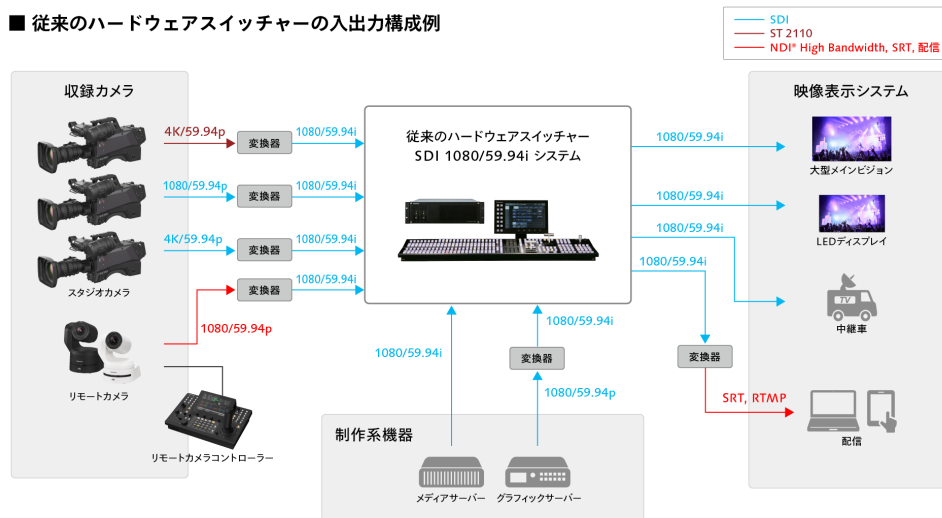 ■ 従来のハードウェアスイッチャーの入出力構成例
SDI
ST 2110
NDI® High Bandwidth, SRT, 配信
収録カメラ
4K/59.94p
変換器
1080/59.94i
1080/59.94p
変換器
1080/59.94i
4K/59.94p
変換器
1080/59.94i
スタジオカメラ
変換器
1080/59.94i
1080/59.94p
リモートカメラ
リモートカメラコントローラー
従来のハードウェアスイッチャー
SDI 1080/59.94i システム
1080/59.94i
1080/59.94i
変換器
1080/59.94p
制作系機器
メディアサーバー
グラフィックサーバー
映像表示システム
1080/59.94i
大型メインビジョン
1080/59.94i
LEDディスプレイ
1080/59.94i
TV
中継車
1080/59.94i
変換器
SRT, RTMP
配信